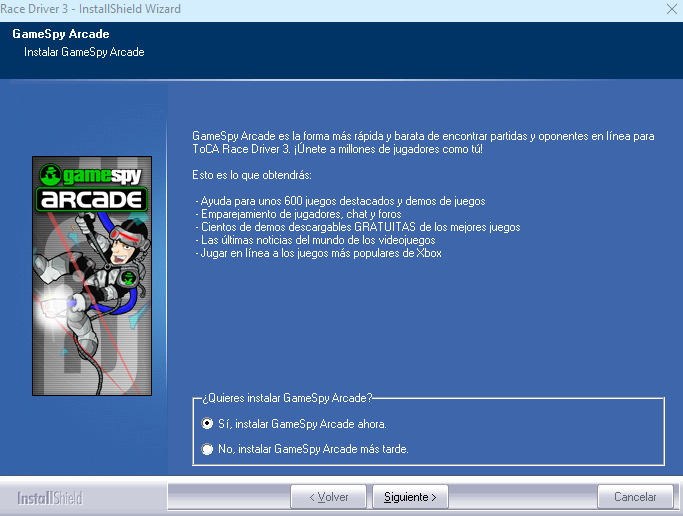 Race Driver 3 - InstallShield Wizard
GameSpy Arcade
Instalar GameSpy Arcade
gamespy
ARCADE
GameSpy Arcade es la forma más rápida y barata de encontrar partidas y oponentes en línea para
ToCA Race Driver 3. ¡Únete a millones de jugadores como tú!
Esto es lo que obtendrás:
- Ayuda para unos 600 juegos destacados y demos de juegos
- Emparejamiento de jugadores, chat y foros
- Cientos de demos descargables GRATUITAS de los mejores juegos
- Las últimas noticias del mundo de los videojuegos
- Jugar en línea a los juegos más populares de Xbox
¿Quieres instalar GameSpy Arcade?
Sí, instalar GameSpy Arcade ahora.
No, instalar GameSpy Arcade más tarde.
InstallShield
< Volver
Siguiente >
Cancelar